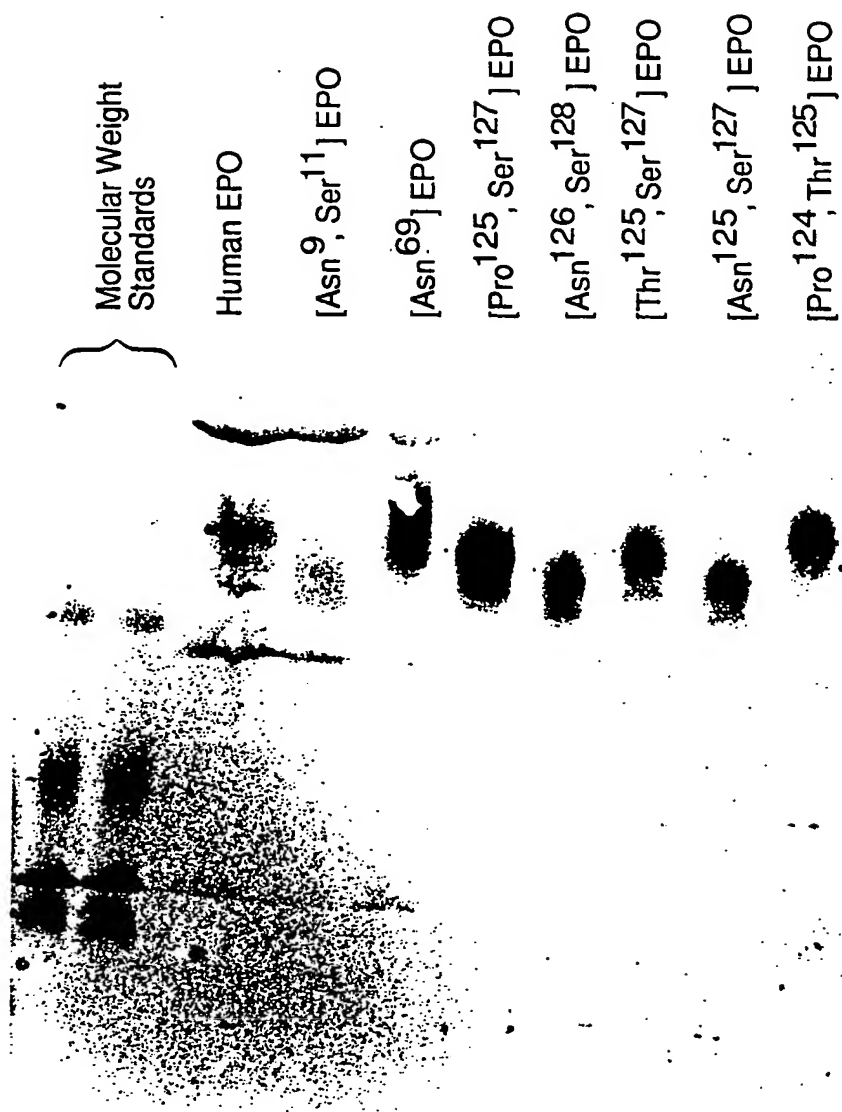 Molecular Weight
Standards
Human EPO
[Asn⁹, Ser¹¹] EPO
[Asn⁶⁹] EPO
[Pro¹²⁵, Ser¹²⁷] EPO
[Asn¹²⁶, Ser¹²⁸] EPO
[Thr¹²⁵, Ser¹²⁷] EPO
[Asn¹²⁵, Ser¹²⁷] EPO
[Pro¹²⁴, Thr¹²⁵] EPO